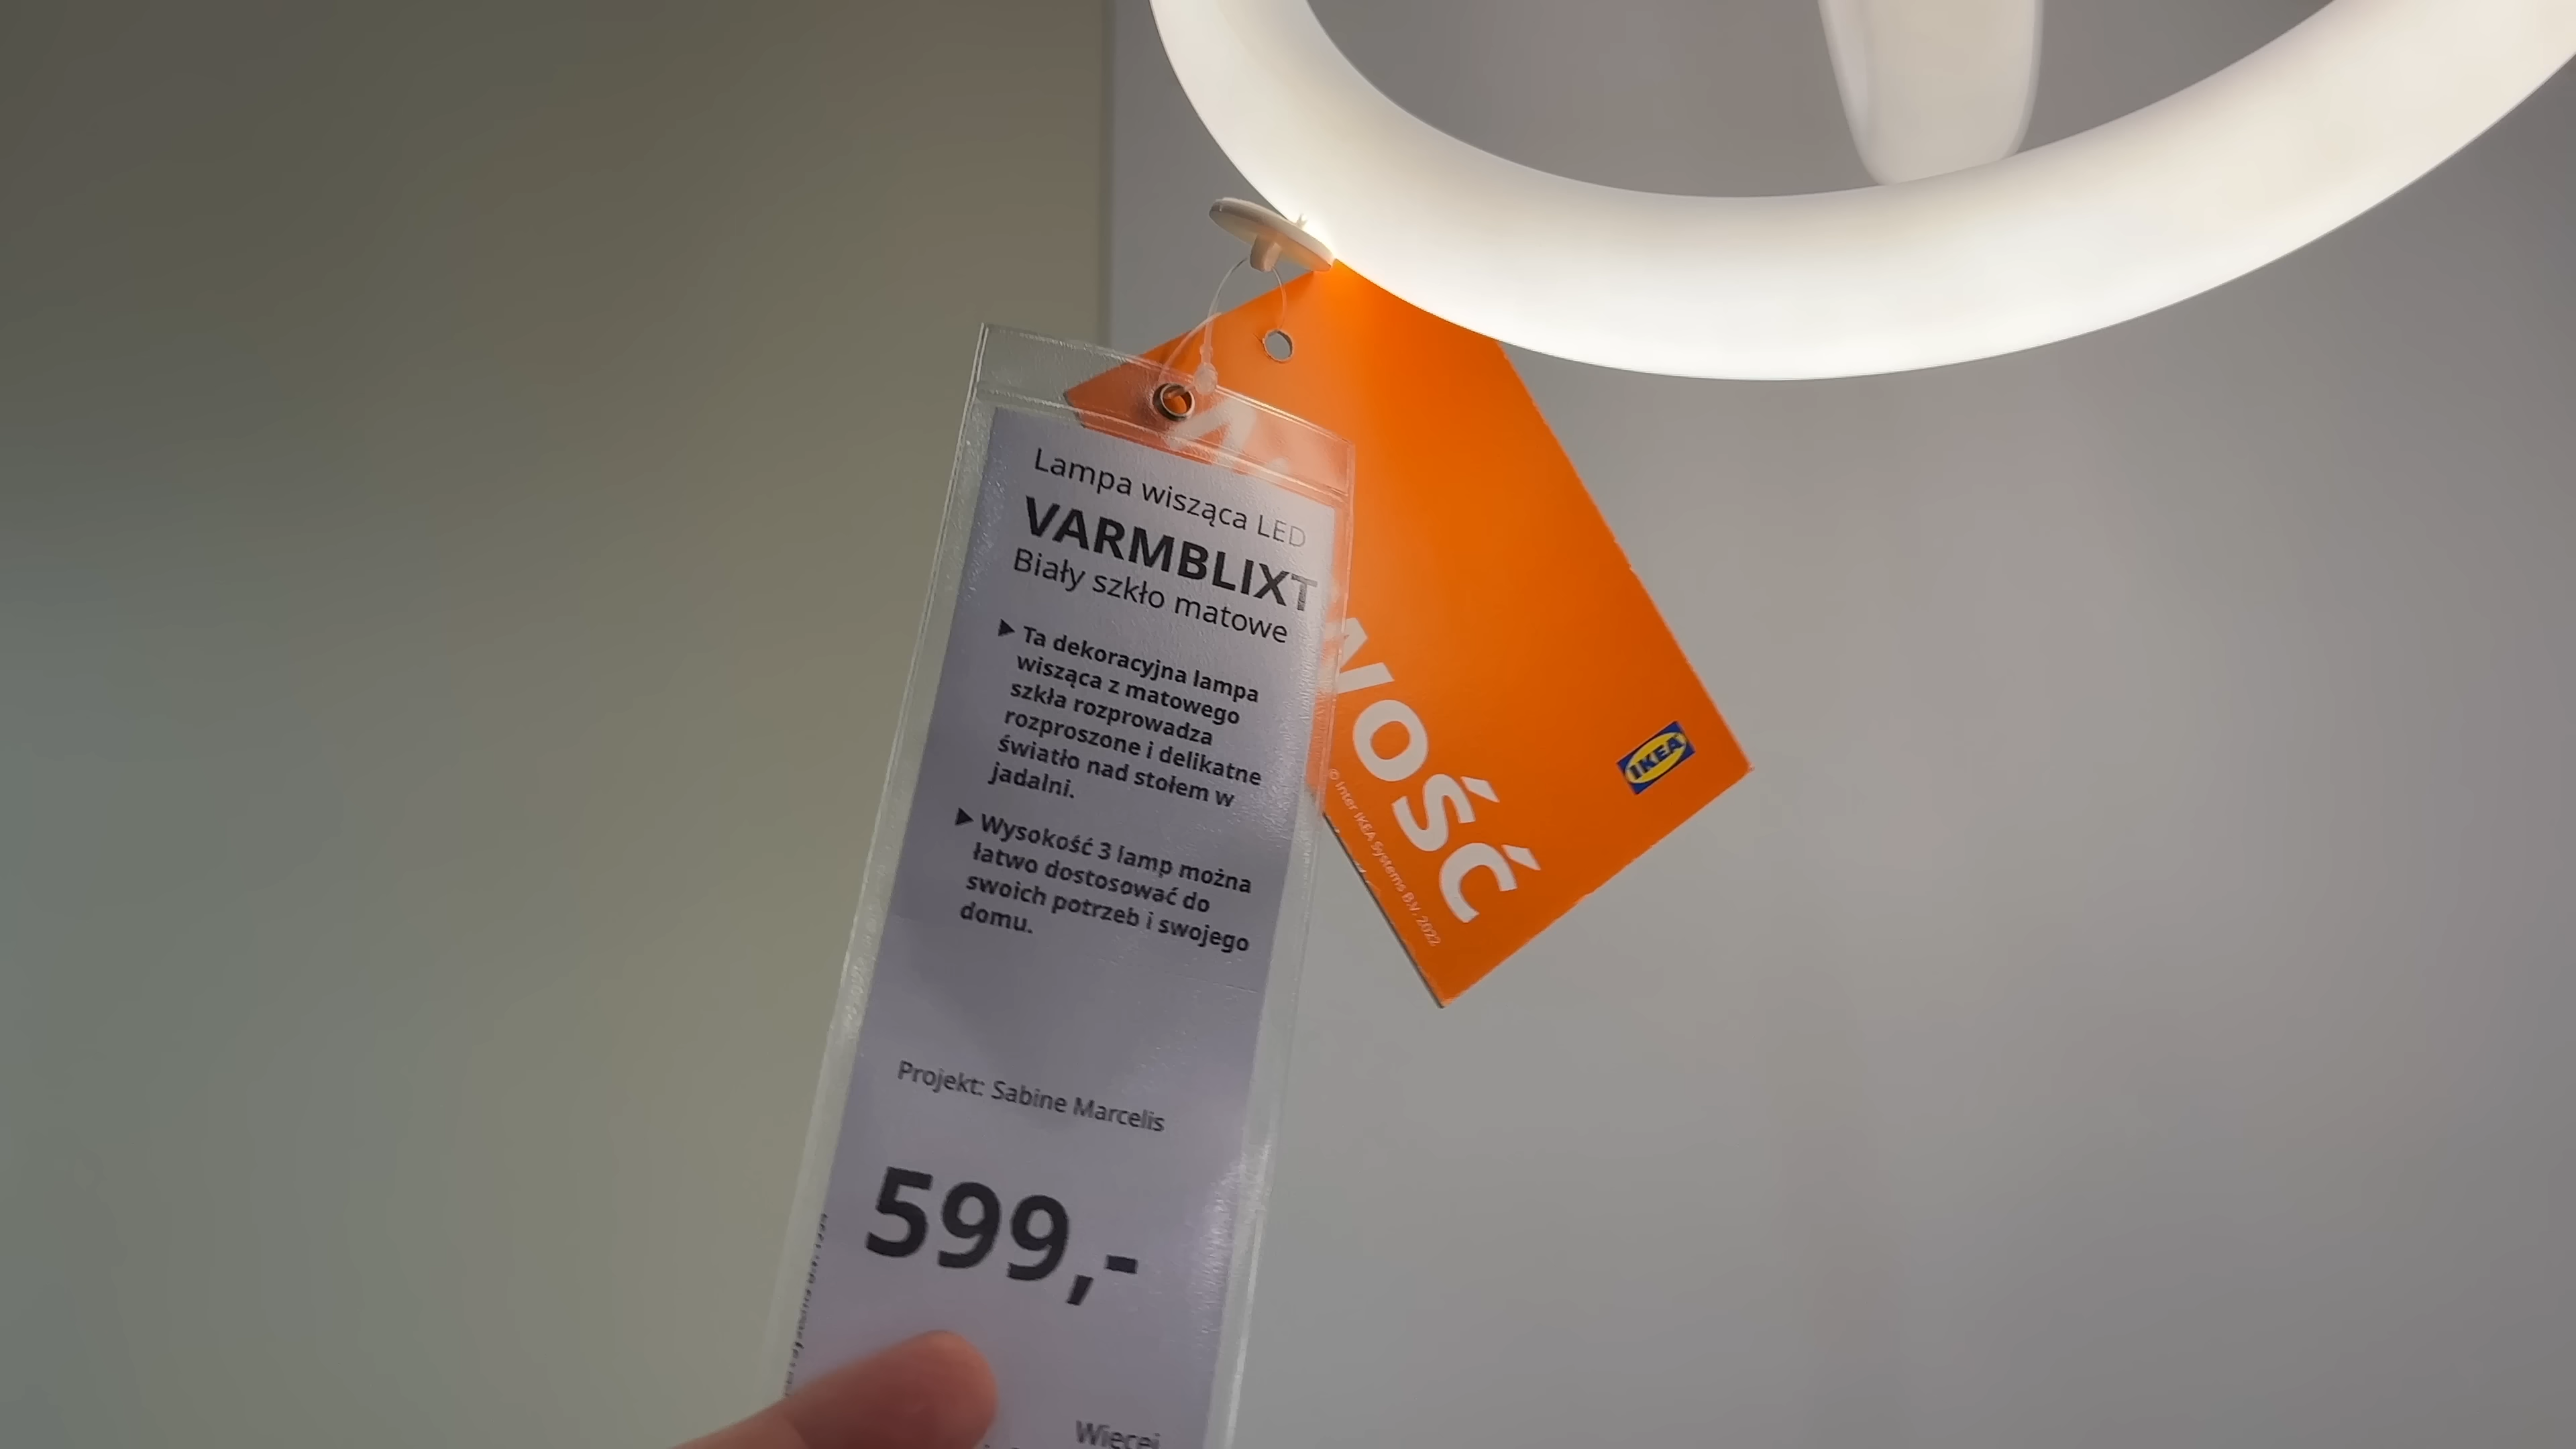 Lampa wisząca LED
VARMBLIXT
Biały szkło matowe
▶ Ta dekoracyjna lampa
wisząca z matowego
szkła rozprowadza
rozproszone i delikatne
światło nad stołem w
jadalni.
▶ Wysokość 3 lamp można
łatwo dostosować do
swoich potrzeb i swojego
domu.
Projekt: Sabine Marcelis
599,-
Więcej
WOŚĆ
© Inter IKEA Systems B.V. 2022
IKEA